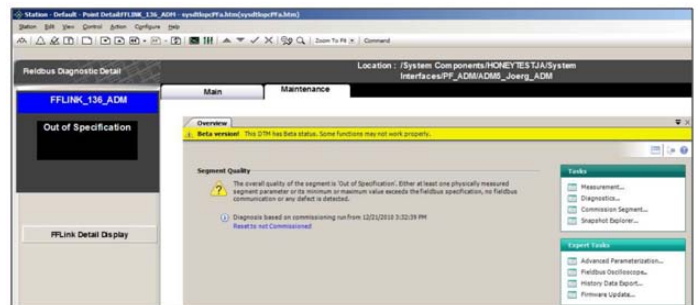 Station - Default - Point Detail:FFLINK_136_ADM - sysdtlopcPFa.htm(sysdtlopcPFa.htm)
Station Edit View Control Action Configure Help
Zoom To Fit Command
Fieldbus Diagnostic Detail
Location : /System Components/HONEYTESTJA/System
Interfaces/PF_ADM/ADM5_Joerg_ADM
FFLINK_136_ADM
Main
Maintenance
Out of Specification
Overview
Beta version! This DTM has Beta status. Some functions may not work properly.
Segment Quality
The overall quality of the segment is 'Out of Specification'. Either at least one physically measured
segment parameter or its minimum or maximum value exceeds the fieldbus specification, no fieldbus
communication or any defect is detected.
Diagnosis based on commissioning run from 12/21/2010 3:32:39 PM
Reset to not Commissioned
FFLink Detail Display
Tasks
Measurement...
Diagnostics...
Commission Segment...
Snapshot Explorer...
Expert Tasks
Advanced Parameterization...
Fieldbus Oscilloscope...
History Data Export...
Firmware Update...